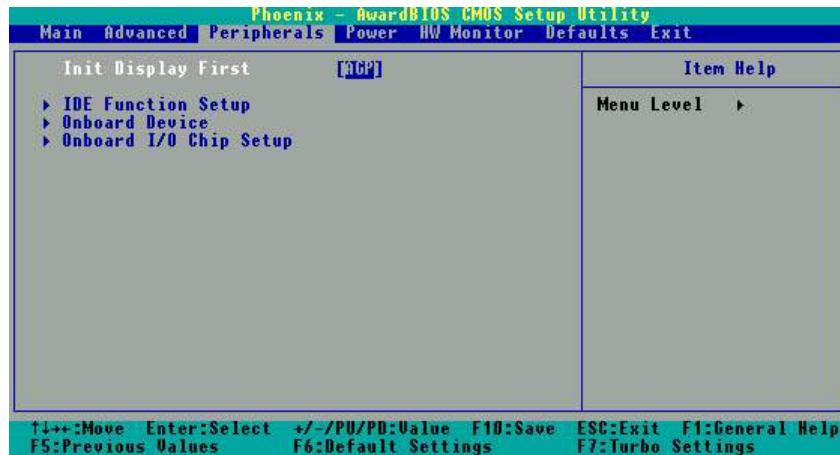 Phoenix - AwardBIOS CMOS Setup Utility
Main Advanced Peripherals Power HW Monitor Defaults Exit
Init Display First [AGP]
Item Help
▸ IDE Function Setup
▸ Onboard Device
▸ Onboard I/O Chip Setup
Menu Level ▸
↑↓→←:Move Enter:Select +/-/PU/PD:Value F10:Save ESC:Exit F1:General Help
F5:Previous Values F6:Default Settings F7:Turbo Settings